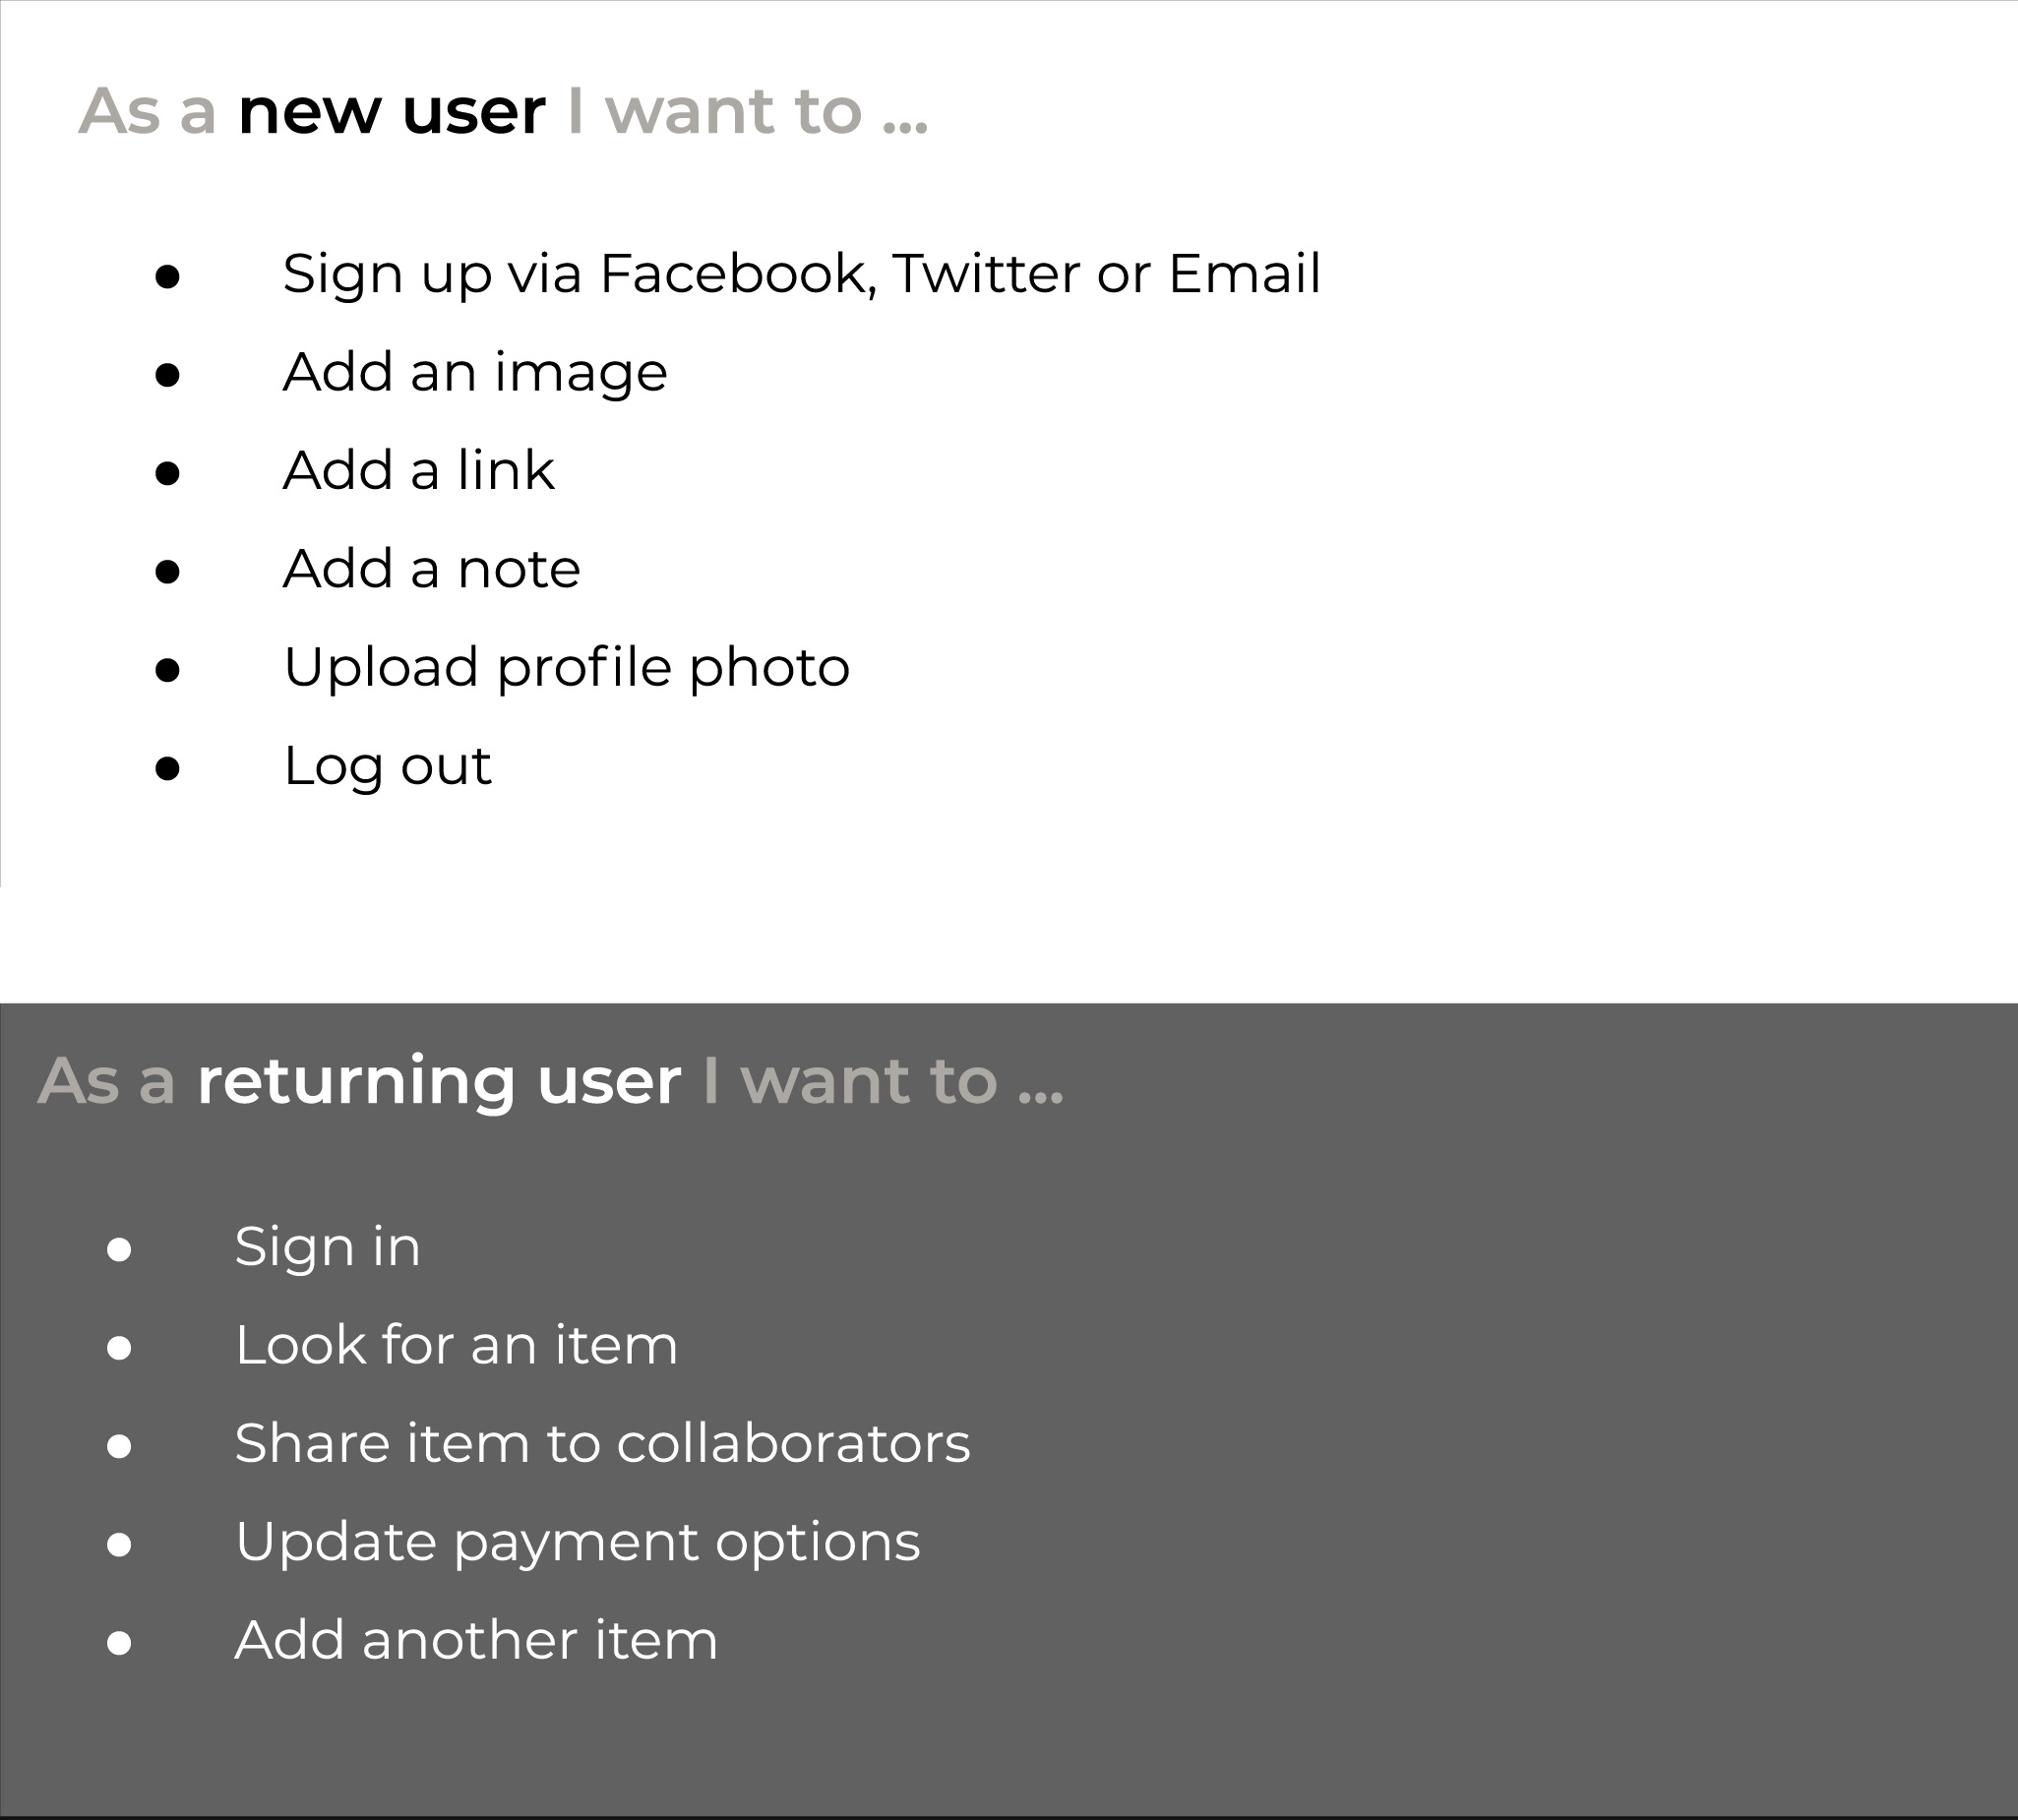 As a new user I want to ...
● Sign up via Facebook, Twitter or Email
● Add an image
● Add a link
● Add a note
● Upload profile photo
● Log out
As a returning user I want to ...
● Sign in
● Look for an item
● Share item to collaborators
● Update payment options
● Add another item